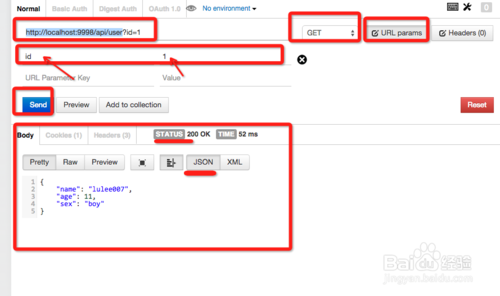 Normal Basic Auth Digest Auth OAuth 1.0 No environment
http://localhost:9998/api/user?id=1 GET URL params Headers (0)
id 1
URL Parameter Key Value
Send Preview Add to collection Reset
Body Cookies (1) Headers (3) STATUS 200 OK TIME 52 ms
Pretty Raw Preview JSON XML
1 {
2 "name": "lulee007",
3 "age": 11,
4 "sex": "boy"
5 }
Bai 经验
jingyan.baidu.com